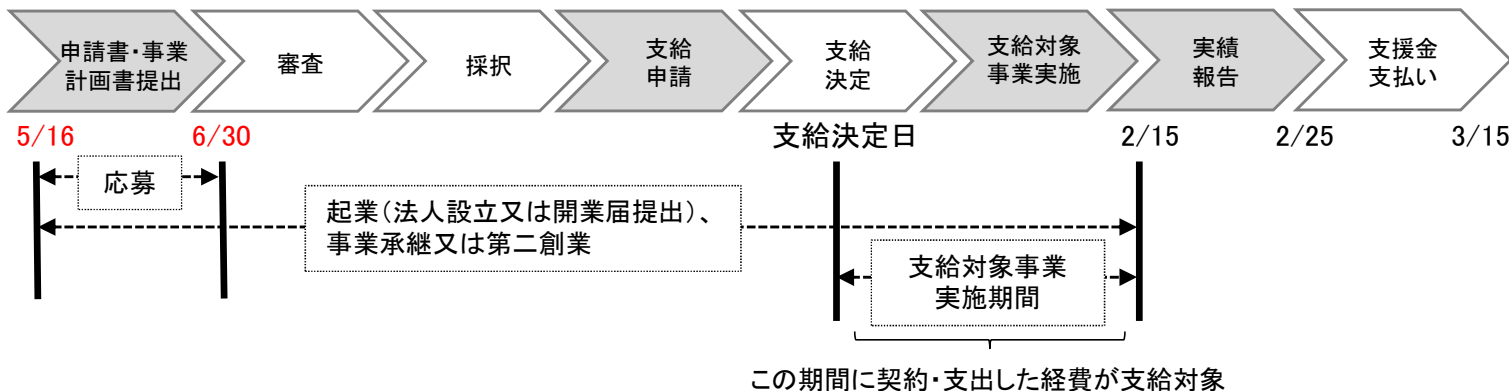 申請書・事業
計画書提出
審査
採択
支給
申請
支給
決定
支給対象
事業実施
実績
報告
支援金
支払い
5/16
6/30
支給決定日
2/15
2/25
3/15
応募
起業(法人設立又は開業届提出)、
事業承継又は第二創業
支給対象事業
実施期間
この期間に契約・支出した経費が支給対象